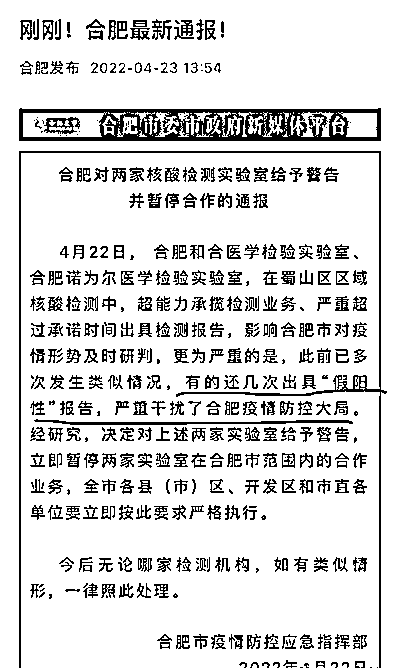 刚刚！合肥最新通报！
合肥发布 2022-04-23 13:54
合肥市委市政府新媒体平台
合肥对两家核酸检测实验室给予警告
并暂停合作的通报
4月22日，合肥和合医学检验实验室、
合肥诺为尔医学检验实验室，在蜀山区区域
核酸检测中，超能力承揽检测业务、严重超
过承诺时间出具检测报告，影响合肥市对疫
情形势及时研判，更为严重的是，此前已多
次发生类似情况，有的还几次出具“假阳
性”报告，严重干扰了合肥疫情防控大局。
经研究，决定对上述两家实验室给予警告，
立即暂停两家实验室在合肥市范围内的合作
业务，全市各县（市）区、开发区和市直各
单位要立即按此要求严格执行。
今后无论哪家检测机构，如有类似情
形，一律照此处理。
合肥市疫情防控应急指挥部